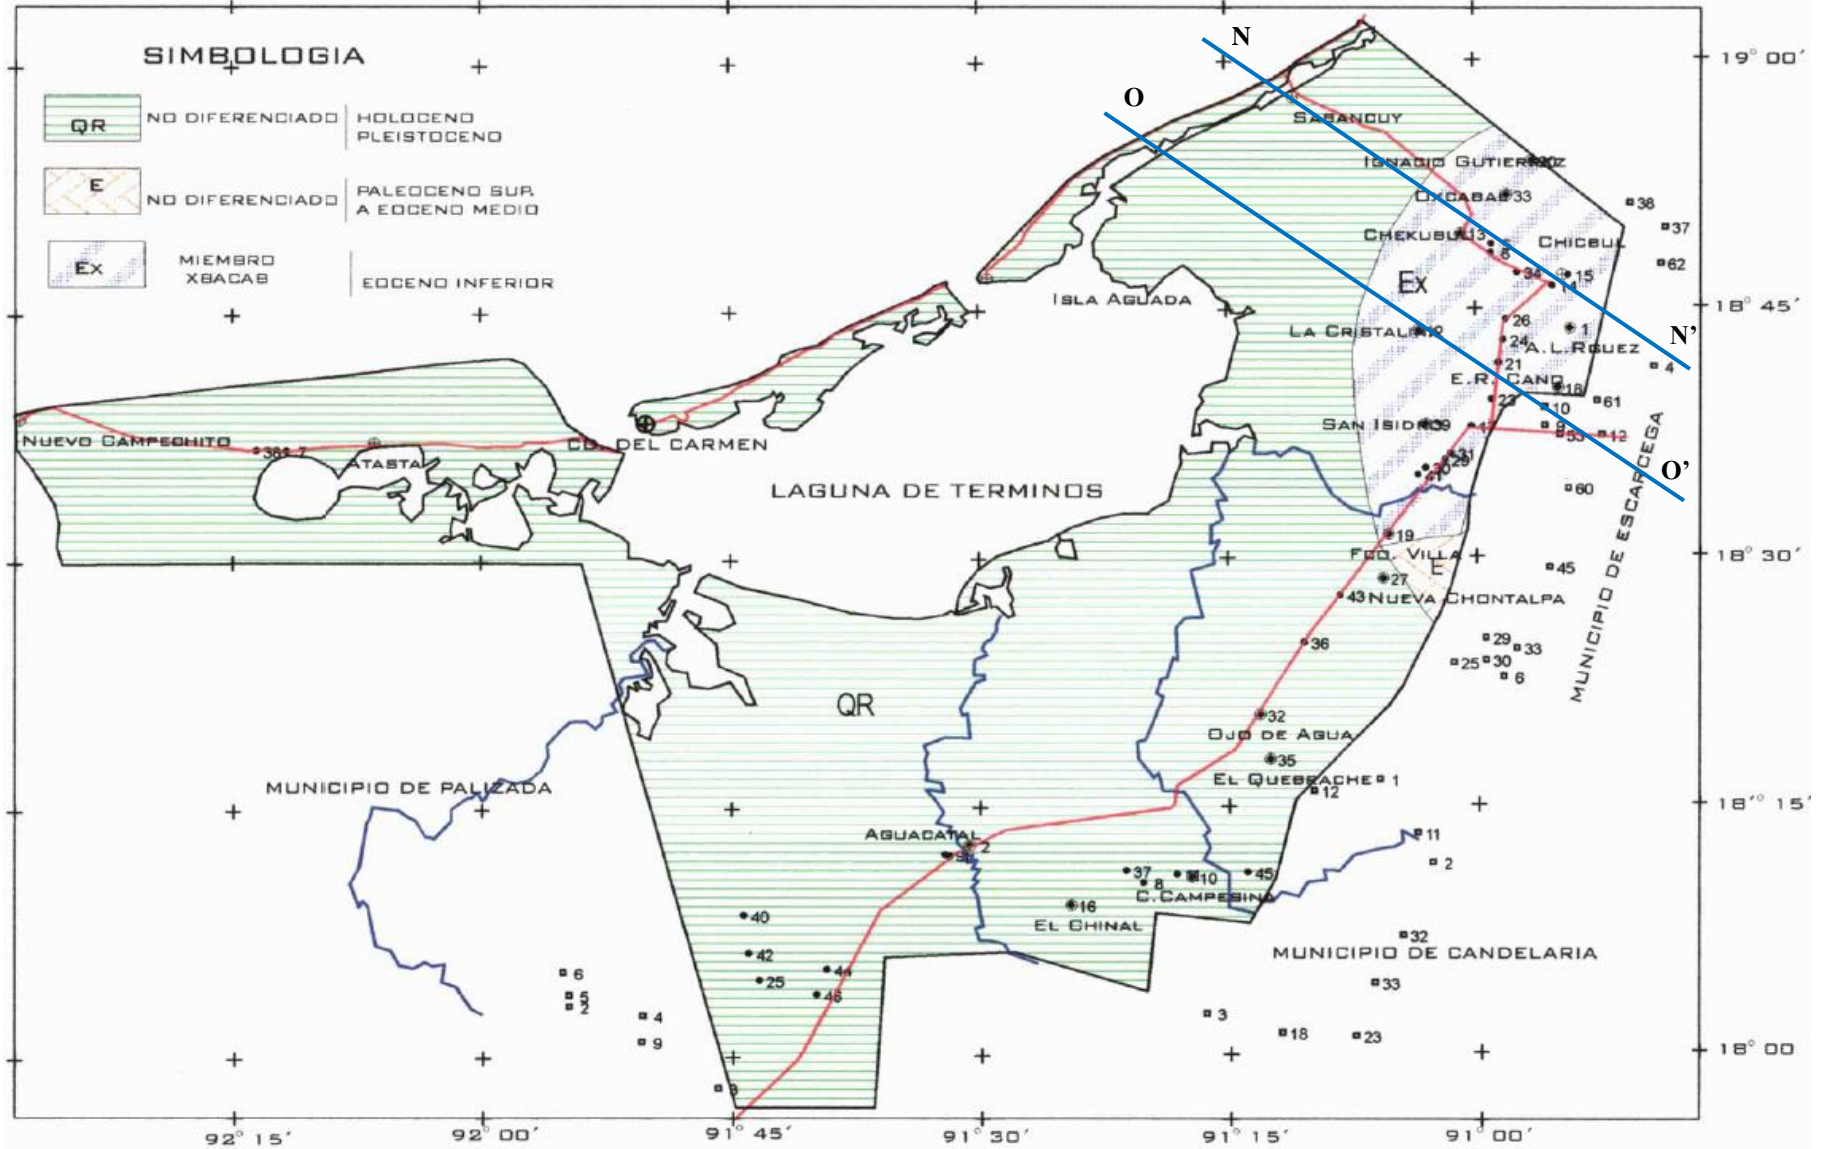 SIMBOLOGIA
QR
NO DIFERENCIADO
HOLOCENO
PLEISTOCENO
E
NO DIFERENCIADO
PALEOCENO SUP.
A EOCENO MEDIO
Ex
MIEMBRO
XBACAB
EOCENO INFERIOR
N
O
19° 00'
SABANCUY
IGNACIO GUTIERREZ
20
OXCABAL
33
38
37
CHEKUBUL
13
5
6
CHICBUL
62
Ex
34
15
14
ISLA AGUADA
18° 45'
26
1
N'
LA CRISTALINA
24
A.L. RGUEZ
21
4
E.R. CANO
18
23
10
61
SAN ISIDRO
39
17
9
53
12
NUEVO CAMPECHITO
CD. DEL CARMEN
ATASTA
31
29
O'
LAGUNA DE TERMINOS
60
MUNICIPIO DE ESCARCEGA
19
FCO. VILLA
18° 30'
E
27
45
43
NUEVA CHONTALPA
36
29
33
25
30
6
QR
32
OJO DE AGUA
35
EL QUEBRACHE
1
12
MUNICIPIO DE PALIZADA
18° 15'
AGUACATAL
2
11
2
37
8
10
45
C. CAMPESINA
16
EL CHINAL
40
32
MUNICIPIO DE CANDELARIA
42
44
25
46
6
5
2
4
9
33
3
18
23
18° 00
3
92° 15'
92° 00'
91° 45'
91° 30'
91° 15'
91° 00'